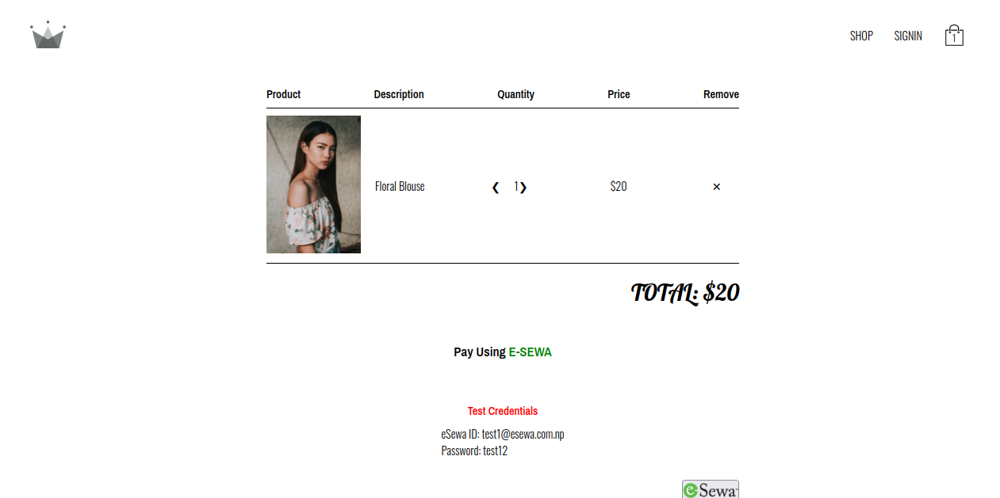 SHOP SIGNIN 1
Product Description Quantity Price Remove
Floral Blouse ❮ 1 ❯ $20 ✕
TOTAL: $20
Pay Using E-SEWA
Test Credentials
eSewa ID: test1@esewa.com.np
Password: test12
eSewa